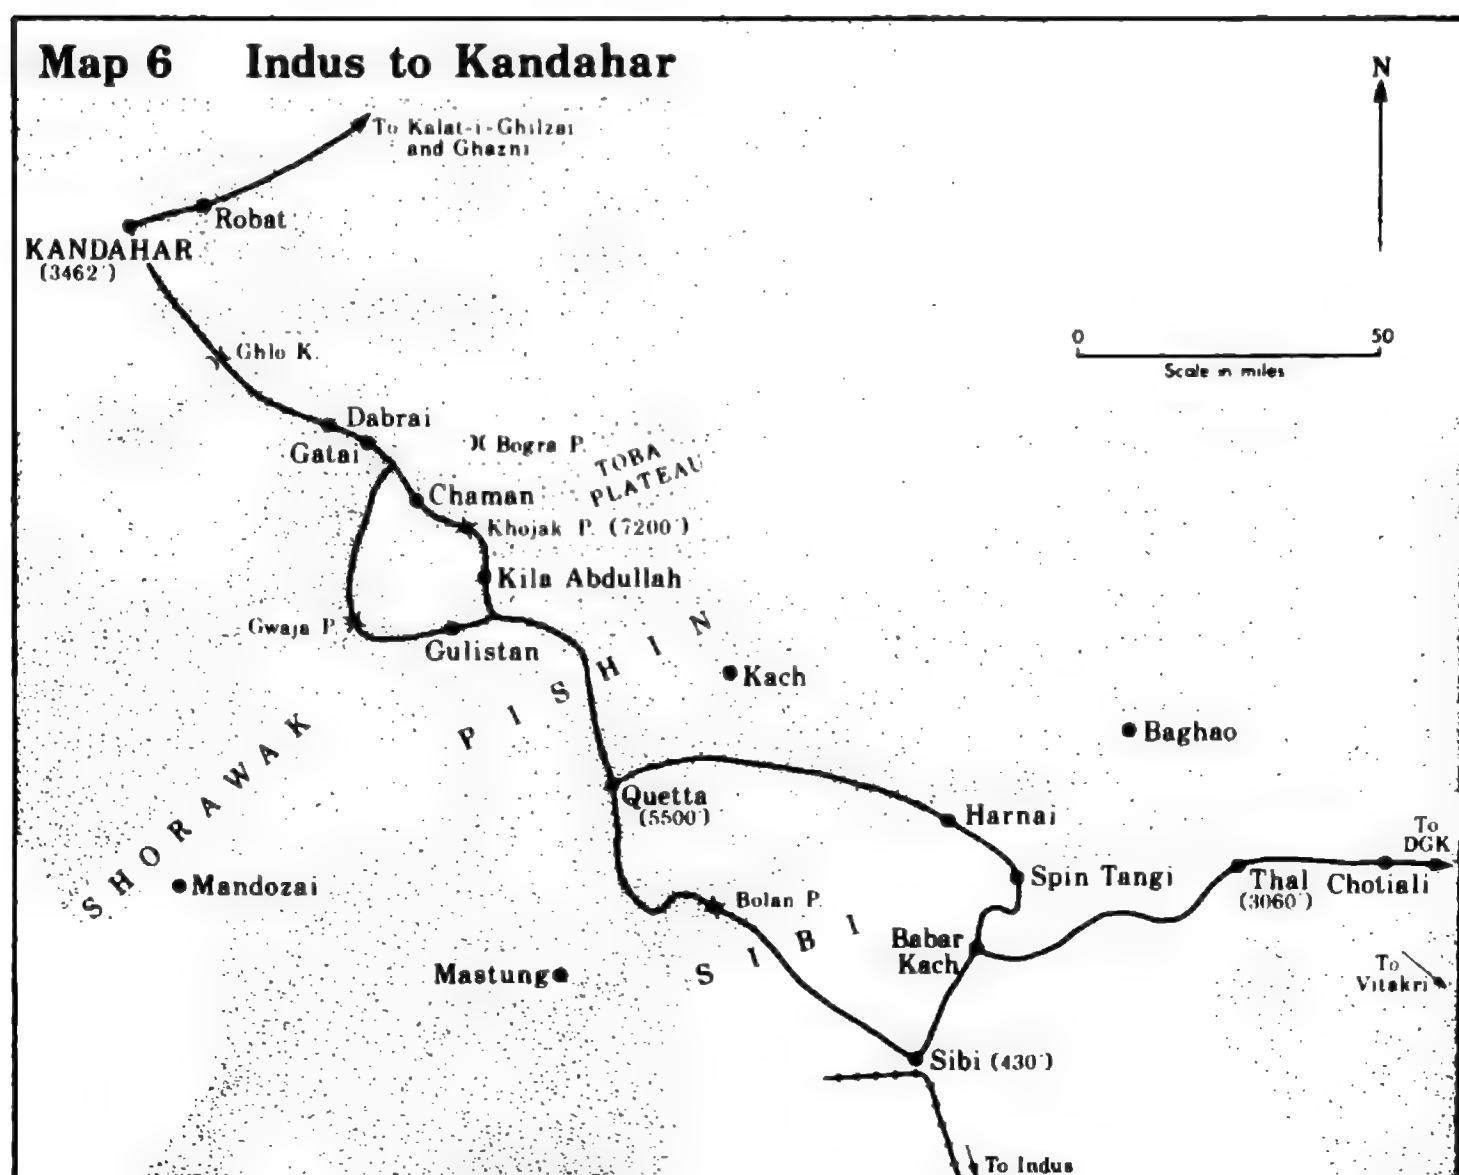 Map 6 Indus to Kandahar
N
To Kalat-i-Ghilzai
and Ghazni
Robat
KANDAHAR
(3462')
0 50
Scale in miles
Ghlo K.
Dabrai
Gatai
Bogra P.
TOBA
PLATEAU
Chaman
Khojak P. (7200')
Kila Abdullah
Gwaja P.
Gulistan
PISHIN
Kach
SHORAWAK
Baghao
Quetta
(5500')
Harnai
To
DGK
Mandozai
Spin Tangi
Thal
(3060')
Chotiali
Bolan P.
SIBI
Babar
Kach
Mastung
To
Vitakri
Sibi (430')
To Indus